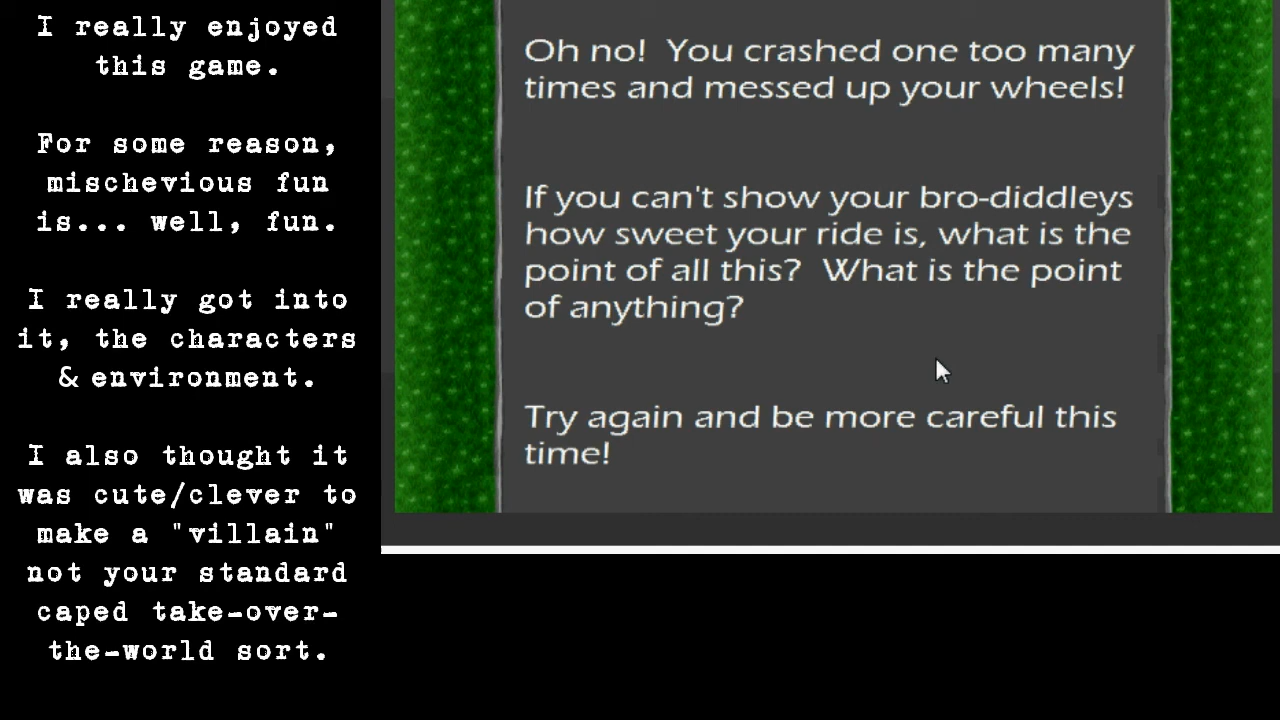 I really enjoyed
this game.
For some reason,
mischevious fun
is... well, fun.
I really got into
it, the characters
& environment.
I also thought it
was cute/clever to
make a "villain"
not your standard
caped take-over-
the-world sort.
Oh no!  You crashed one too many
times and messed up your wheels!
If you can't show your bro-diddleys
how sweet your ride is, what is the
point of all this?  What is the point
of anything?
Try again and be more careful this
time!